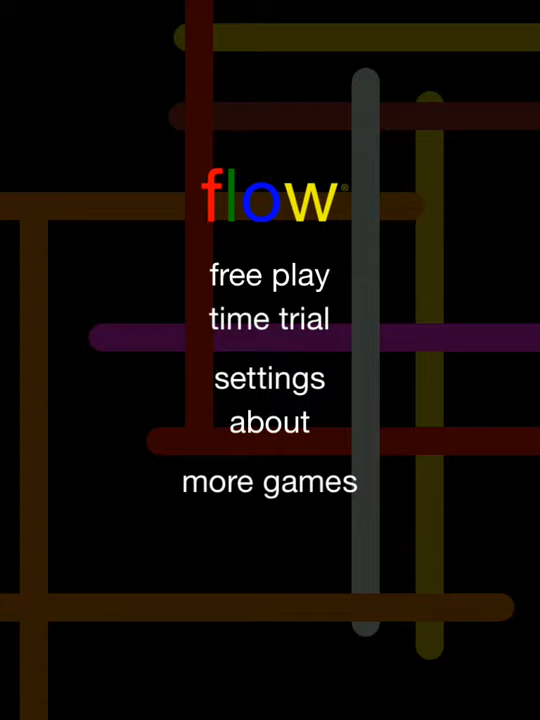 flow®
free play
time trial
settings
about
more games